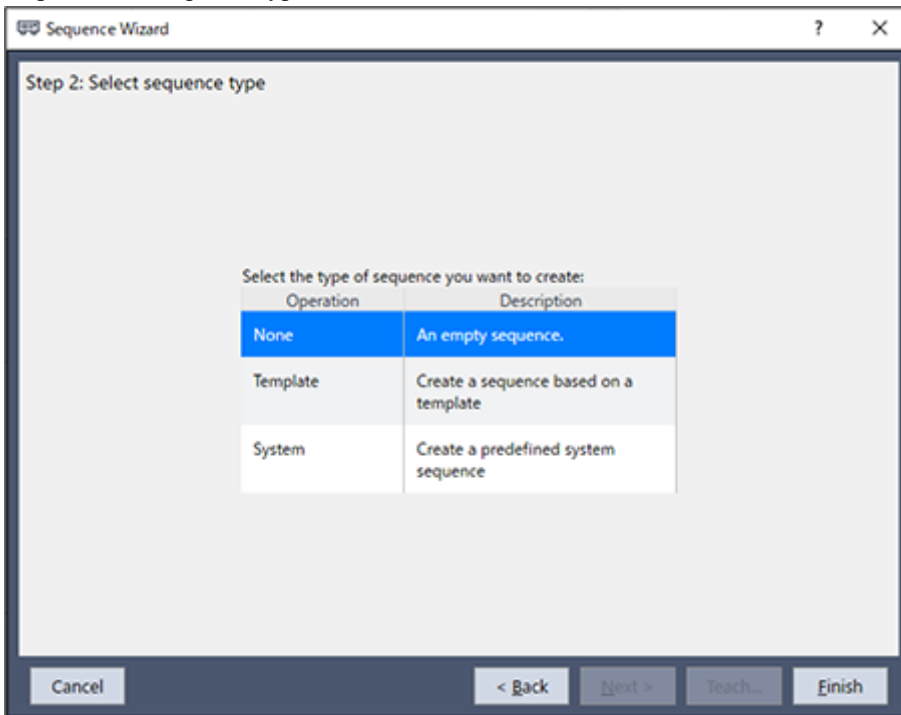 Sequence Wizard ? X
Step 2: Select sequence type
Select the type of sequence you want to create:
Operation Description
None An empty sequence.
Template Create a sequence based on a
template
System Create a predefined system
sequence
Cancel < Back Next > Teach... Finish